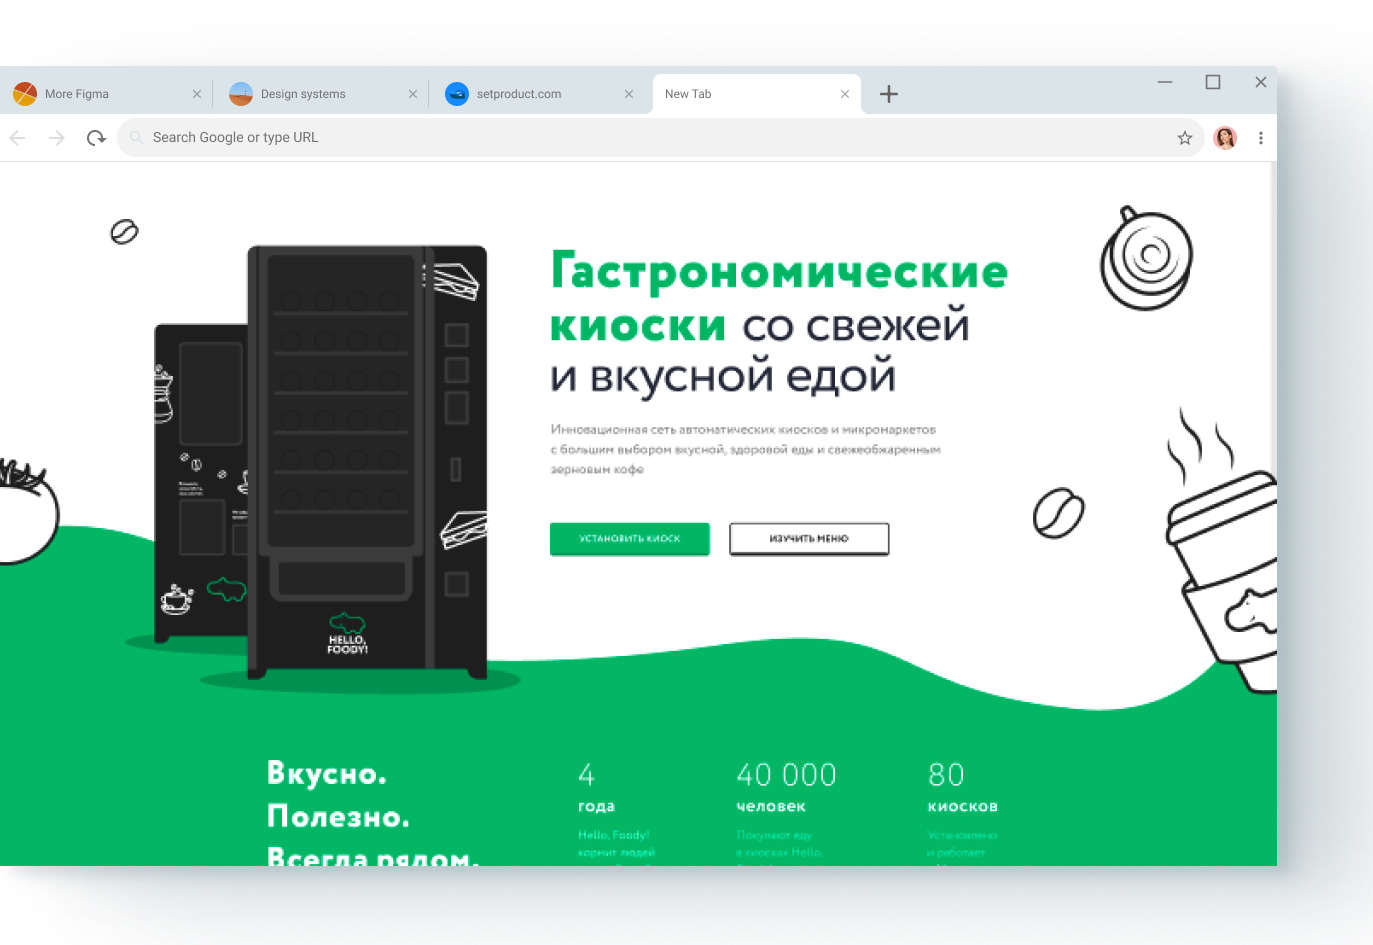 More Figma
Design systems
setproduct.com
New Tab
Search Google or type URL
Гастрономические
киоски со свежей
и вкусной едой
Инновационная сеть автоматических киосков и микромаркетов
с большим выбором вкусной, здоровой еды и свежеобжаренным
зерновым кофе
УСТАНОВИТЬ КИОСК
ИЗУЧИТЬ МЕНЮ
HELLO,
FOODY!
Вкусно.
Полезно.
Всегда рядом.
4
года
Hello, Foody!
кормит людей
40 000
человек
Покупают еду
в киосках Hello,
80
киосков
Установлено
и работает